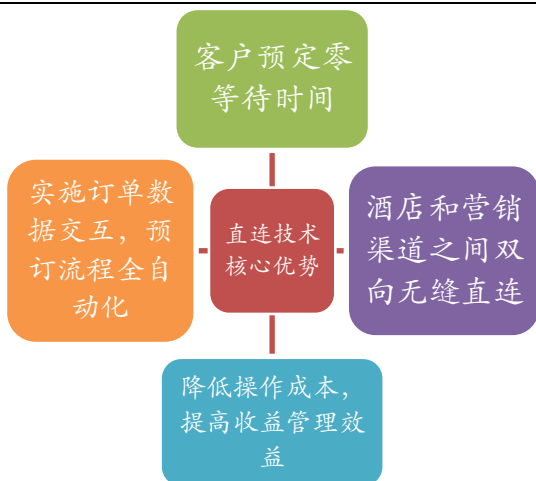 客户预定零
等待时间
实施订单数
据交互，预
订流程全自
动化
直连技术
核心优势
酒店和营销
渠道之间双
向无缝直连
降低操作成本，
提高收益管理效
益